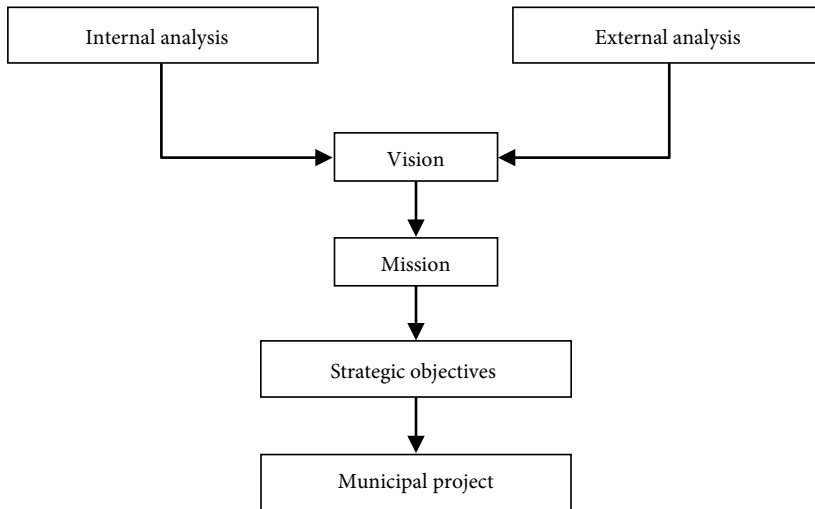 Internal analysis
External analysis
Vision
Mission
Strategic objectives
Municipal project